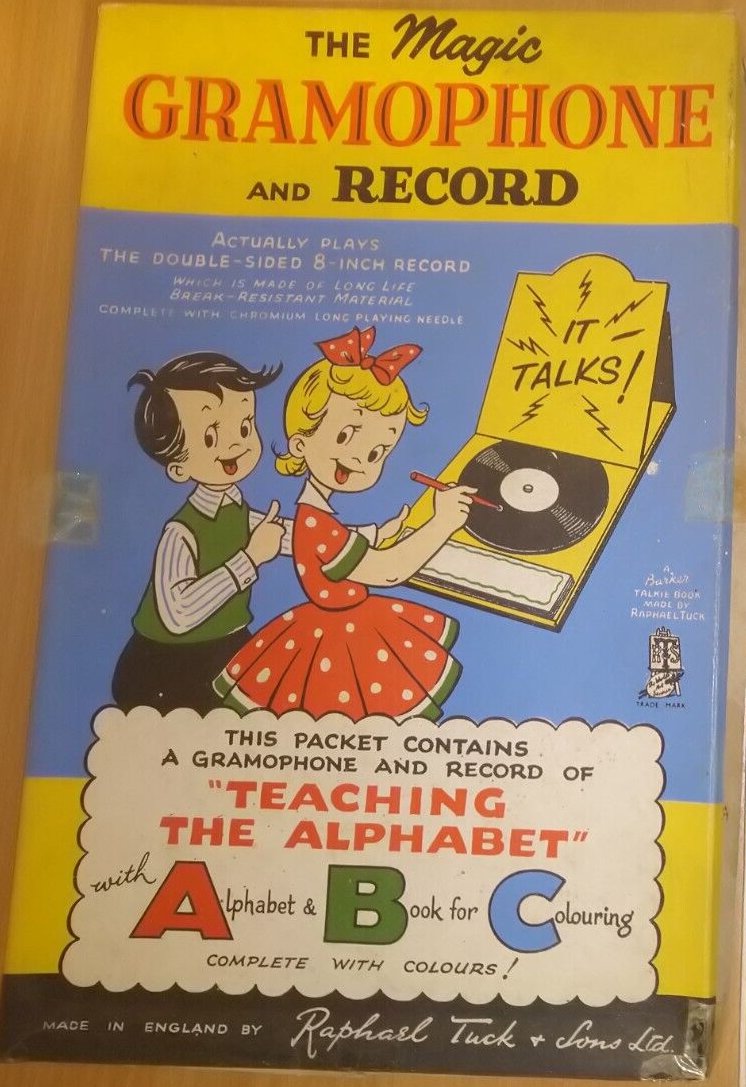 THE Magic
GRAMOPHONE
AND RECORD
ACTUALLY PLAYS
THE DOUBLE-SIDED 8-INCH RECORD
WHICH IS MADE OF LONG LIFE
BREAK-RESISTANT MATERIAL
COMPLETE WITH CHROMIUM LONG PLAYING NEEDLE
IT
TALKS!
A
Barker
TALKIE BOOK
MADE BY
RAPHAEL TUCK
RTS
TRADE MARK
THIS PACKET CONTAINS
A GRAMOPHONE AND RECORD OF
"TEACHING
THE ALPHABET"
with Alphabet & Book for Colouring
COMPLETE WITH COLOURS!
MADE IN ENGLAND BY Raphael Tuck & Sons Ltd.